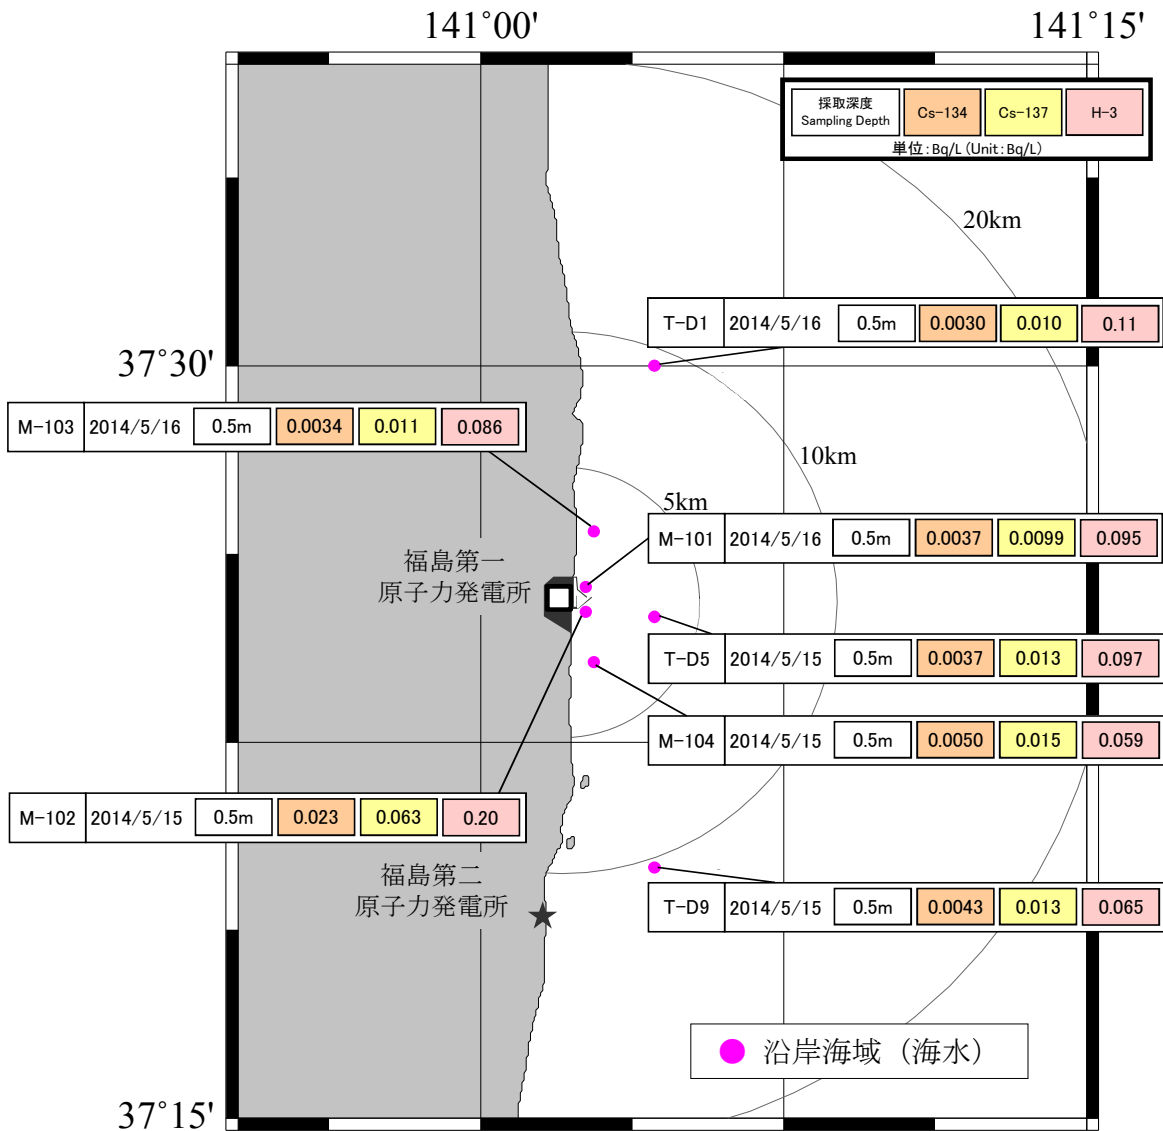 141°00'
141°15'
採取深度
Sampling Depth
Cs-134
Cs-137
H-3
単位:Bq/L (Unit:Bq/L)
20km
T-D1 2014/5/16 0.5m 0.0030 0.010 0.11
37°30'
M-103 2014/5/16 0.5m 0.0034 0.011 0.086
10km
5km
M-101 2014/5/16 0.5m 0.0037 0.0099 0.095
福島第一
原子力発電所
T-D5 2014/5/15 0.5m 0.0037 0.013 0.097
M-104 2014/5/15 0.5m 0.0050 0.015 0.059
M-102 2014/5/15 0.5m 0.023 0.063 0.20
福島第二
原子力発電所
T-D9 2014/5/15 0.5m 0.0043 0.013 0.065
沿岸海域（海水）
37°15'